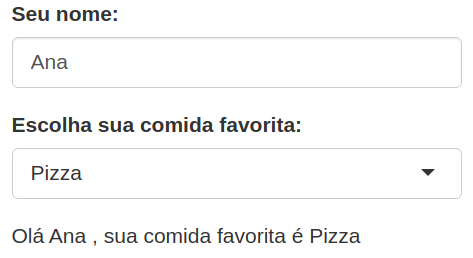 Seu nome:
Ana
Escolha sua comida favorita:
Pizza
Olá Ana , sua comida favorita é Pizza